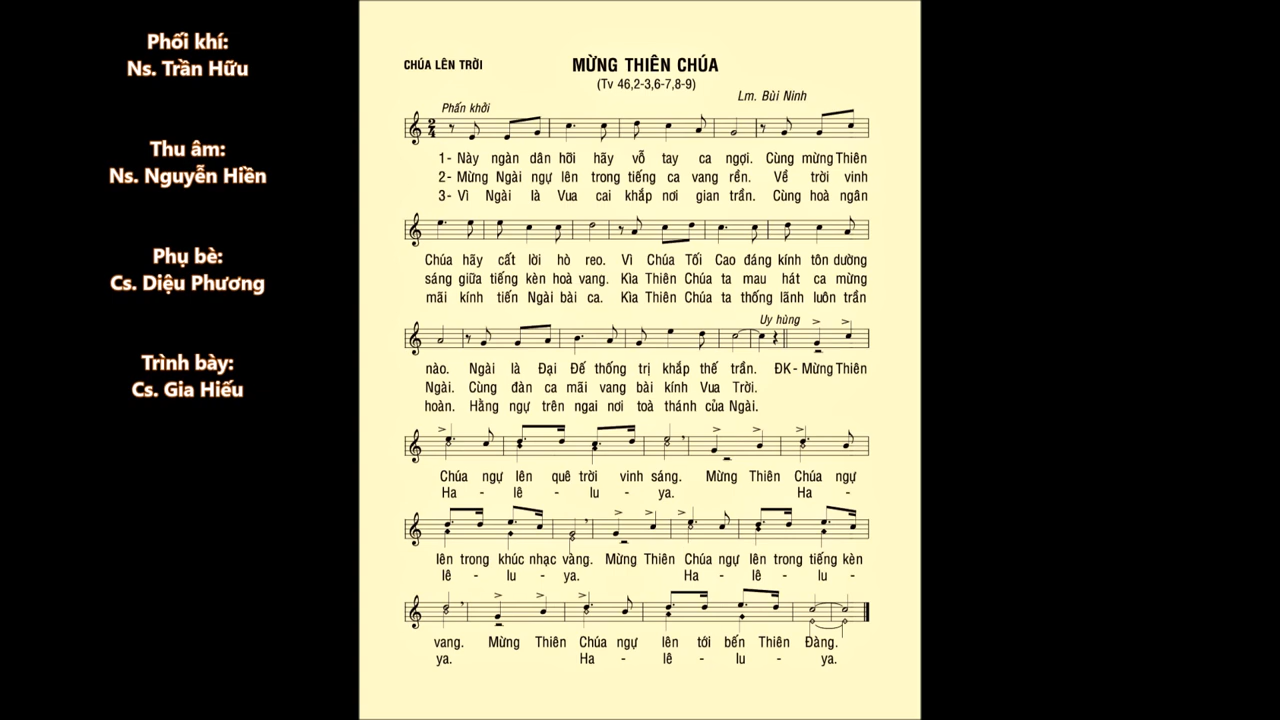 Phối khí:
Ns. Trần Hữu
Thu âm:
Ns. Nguyễn Hiền
Phụ bè:
Cs. Diệu Phương
Trình bày:
Cs. Gia Hiếu
CHÚA LÊN TRỜI
MỪNG THIÊN CHÚA
(Tv 46,2-3,6-7,8-9)
Lm. Bùi Ninh
Phấn khởi
1- Này ngàn dân hỡi hãy vỗ tay ca ngợi. Cùng mừng Thiên
2- Mừng Ngài ngự lên trong tiếng ca vang rền. Về trời vinh
3- Vì Ngài là Vua cai khắp nơi gian trần. Cùng hoà ngân
Chúa hãy cất lời hò reo. Vì Chúa Tối Cao đáng kính tôn dường
sáng giữa tiếng kèn hoà vang. Kìa Thiên Chúa ta mau hát ca mừng
mãi kính tiến Ngài bài ca. Kìa Thiên Chúa ta thống lãnh luôn trần
Uy hùng
nào. Ngài là Đại Đế thống trị khắp thế trần. ĐK- Mừng Thiên
Ngài. Cùng đàn ca mãi vang bài kính Vua Trời.
hoàn. Hằng ngự trên ngai nơi toà thánh của Ngài.
Chúa ngự lên quê trời vinh sáng. Mừng Thiên Chúa ngự
Ha - lê - lu - ya. Ha -
lên trong khúc nhạc vàng. Mừng Thiên Chúa ngự lên trong tiếng kèn
lê - lu - ya. Ha - lê - lu -
vang. Mừng Thiên Chúa ngự lên tới bến Thiên Đàng.
ya. Ha - lê - lu - ya.